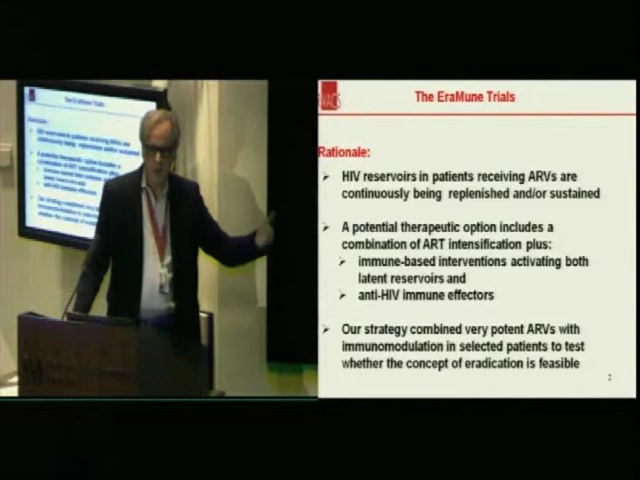 The EraMune Trials
Rationale:
HIV reservoirs in patients receiving ARVs are
continuously being replenished and/or sustained
A potential therapeutic option includes a
combination of ART intensification plus:
immune-based interventions activating both
latent reservoirs and
anti-HIV immune effectors
Our strategy combined very potent ARVs with
immunomodulation in selected patients to test
whether the concept of eradication is feasible